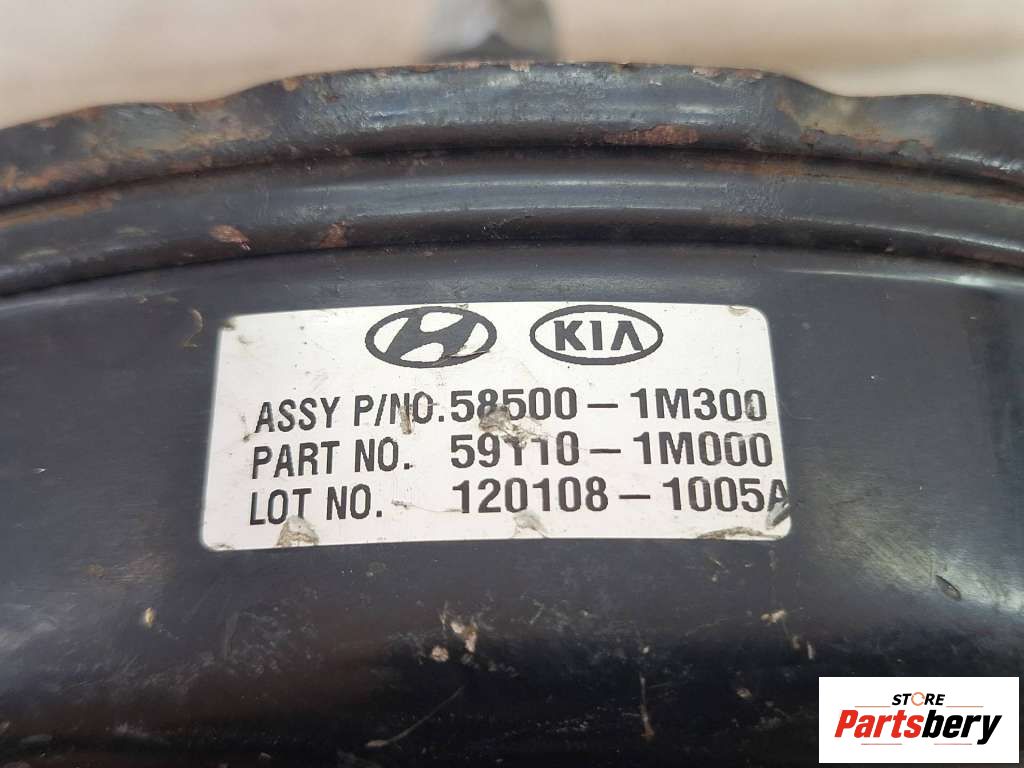 KIA
ASSY P/NO. 58500-1M300
PART NO. 59110-1M000
LOT NO. 120108-1005A
STORE
Partsbery